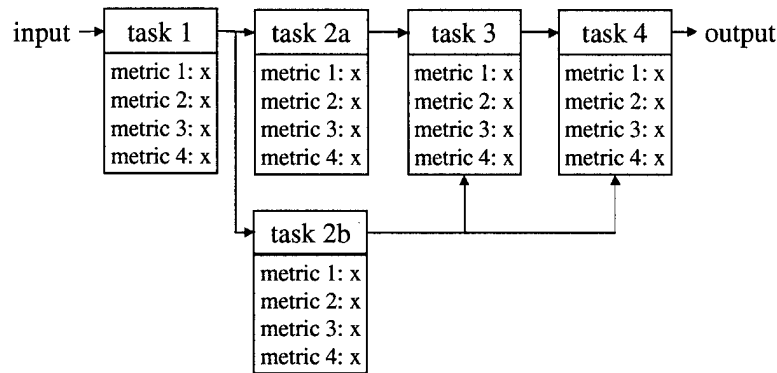 input
task 1
metric 1: x
metric 2: x
metric 3: x
metric 4: x
task 2a
metric 1: x
metric 2: x
metric 3: x
metric 4: x
task 3
metric 1: x
metric 2: x
metric 3: x
metric 4: x
task 4
metric 1: x
metric 2: x
metric 3: x
metric 4: x
output
task 2b
metric 1: x
metric 2: x
metric 3: x
metric 4: x